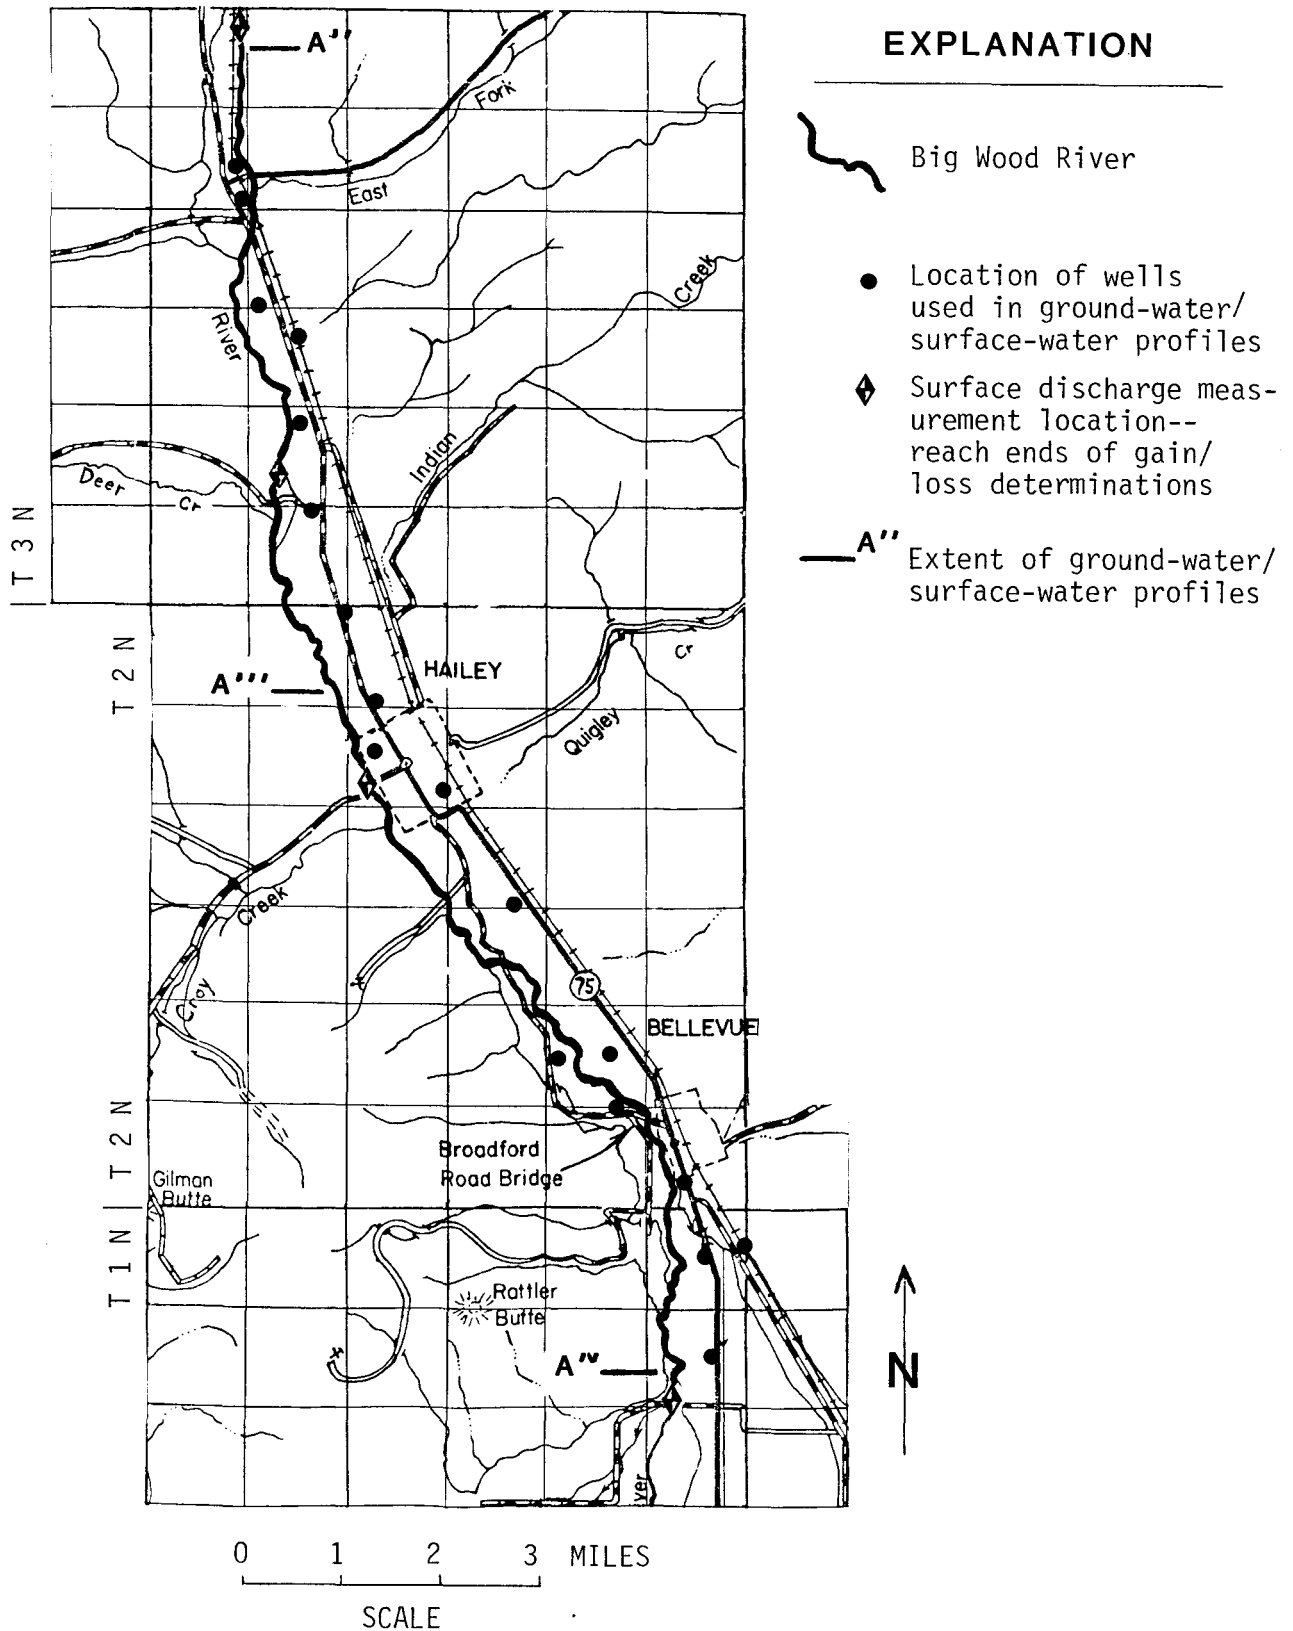 EXPLANATION
Big Wood River
Location of wells
used in ground-water/
surface-water profiles
Surface discharge meas-
urement location--
reach ends of gain/
loss determinations
A''
Extent of ground-water/
surface-water profiles
A''
Fork
East
Creek
River
Indian
Deer
Cr
T 3 N
T 2 N
HAILEY
A'''
Cr
Quigley
Creek
Croy
75
BELLEVUE
T 2 N
Broadford
Road Bridge
Gilman
Butte
T 1 N
Rattler
Butte
A'ᵛ
N
ver
0 1 2 3 MILES
SCALE